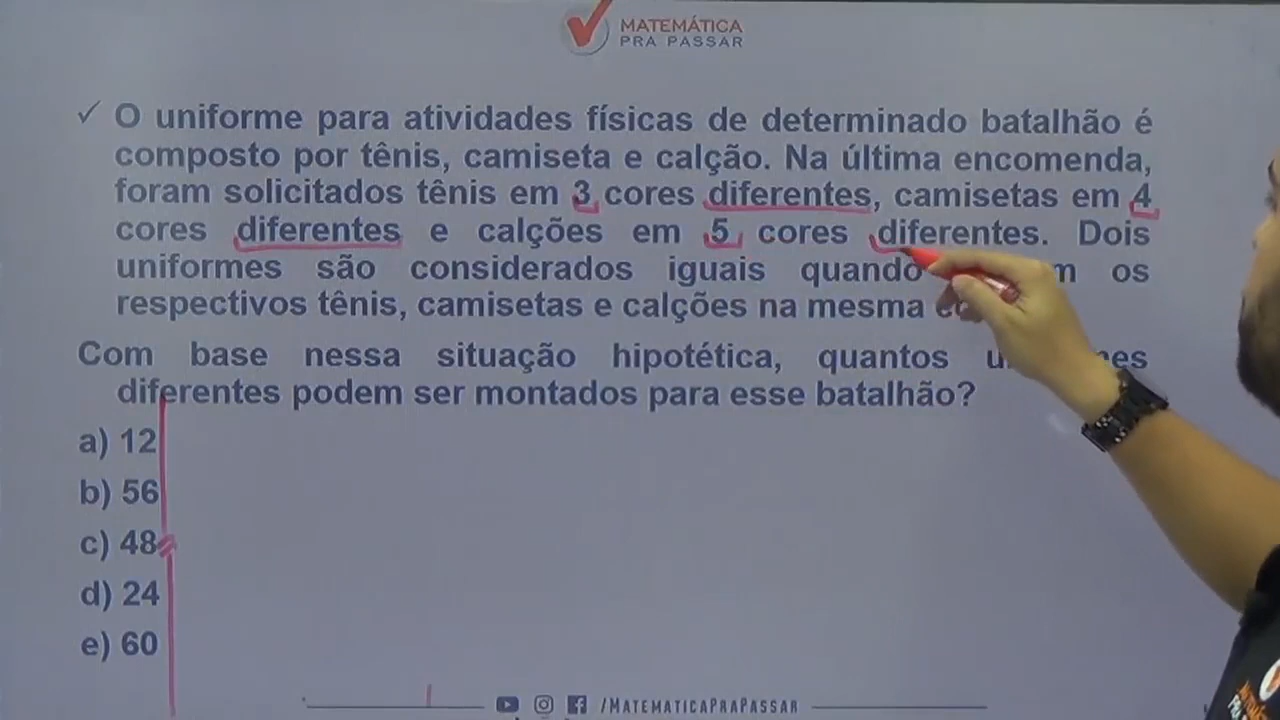 MATEMÁTICA
PRA PASSAR
✓ O uniforme para atividades físicas de determinado batalhão é
composto por tênis, camiseta e calção. Na última encomenda,
foram solicitados tênis em 3 cores diferentes, camisetas em 4
cores diferentes e calções em 5 cores diferentes. Dois
uniformes são considerados iguais quando os
respectivos tênis, camisetas e calções na mesma
Com base nessa situação hipotética, quantos
diferentes podem ser montados para esse batalhão?
a) 12
b) 56
c) 48
d) 24
e) 60
/MATEMATICAPRAPASSAR